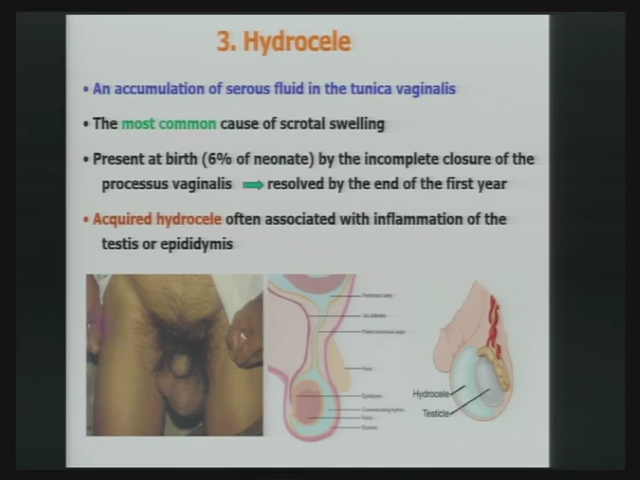 3. Hydrocele
• An accumulation of serous fluid in the tunica vaginalis
• The most common cause of scrotal swelling
• Present at birth (6% of neonate) by the incomplete closure of the
processus vaginalis ➡ resolved by the end of the first year
• Acquired hydrocele often associated with inflammation of the
testis or epididymis
Hydrocele
Testicle